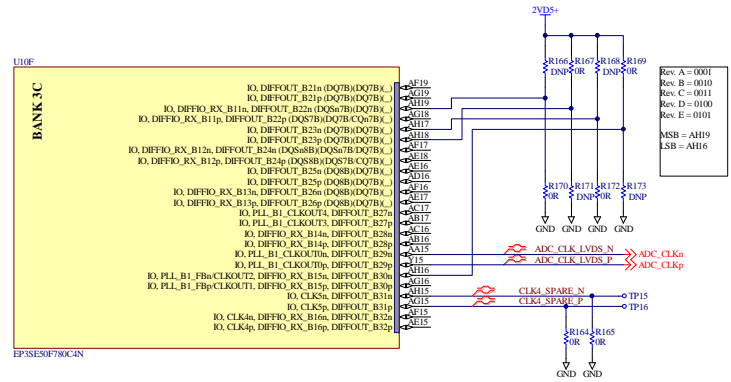 2VD5+
U10F
BANK 3C
IO, DIFFOUT_B21n (DQ7B)(DQ7B)(_) AF19
IO, DIFFOUT_B21p (DQ7B)(DQ7B)(_) AG19
IO, DIFFIO_RX_B11n, DIFFOUT_B22n (DQSn7B)(DQ7B)(_) AH19
IO, DIFFIO_RX_B11p, DIFFOUT_B22p (DQS7B)(DQ7B/CQn7B)(_) AG18
IO, DIFFOUT_B23n (DQ7B)(DQ7B)(_) AH17
IO, DIFFOUT_B23p (DQ7B)(DQ7B)(_) AH18
IO, DIFFIO_RX_B12n, DIFFOUT_B24n (DQSn8B)(DQSn7B/DQ7B)(_) AF17
IO, DIFFIO_RX_B12p, DIFFOUT_B24p (DQS8B)(DQS7B/CQ7B)(_) AE18
IO, DIFFOUT_B25n (DQ8B)(DQ7B)(_) AE16
IO, DIFFOUT_B25p (DQ8B)(DQ7B)(_) AD16
IO, DIFFIO_RX_B13n, DIFFOUT_B26n (DQ8B)(DQ7B)(_) AF16
IO, DIFFIO_RX_B13p, DIFFOUT_B26p (DQ8B)(DQ7B)(_) AE17
IO, PLL_B1_CLKOUT4, DIFFOUT_B27n AC17
IO, PLL_B1_CLKOUT3, DIFFOUT_B27p AB17
IO, DIFFIO_RX_B14n, DIFFOUT_B28n AC16
IO, DIFFIO_RX_B14p, DIFFOUT_B28p AB16
IO, PLL_B1_CLKOUT0n, DIFFOUT_B29n AA15
IO, PLL_B1_CLKOUT0p, DIFFOUT_B29p Y15
IO, PLL_B1_FBn/CLKOUT2, DIFFIO_RX_B15n, DIFFOUT_B30n AH16
IO, PLL_B1_FBp/CLKOUT1, DIFFIO_RX_B15p, DIFFOUT_B30p AG16
IO, CLK5n, DIFFOUT_B31n AH15
IO, CLK5p, DIFFOUT_B31p AG15
IO, CLK4n, DIFFIO_RX_B16n, DIFFOUT_B32n AF15
IO, CLK4p, DIFFIO_RX_B16p, DIFFOUT_B32p AE15
EP3SE50F780C4N
R166 R167 R168 R169
DNP 0R DNP 0R
R170 R171 R172 R173
0R DNP 0R DNP
GND GND GND GND
ADC_CLK_LVDS_N ADC_CLKn
ADC_CLK_LVDS_P ADC_CLKp
CLK4_SPARE_N TP15
CLK4_SPARE_P TP16
R164 R165
0R 0R
GND GND
Rev. A = 0001
Rev. B = 0010
Rev. C = 0011
Rev. D = 0100
Rev. E = 0101
MSB = AH19
LSB = AH16